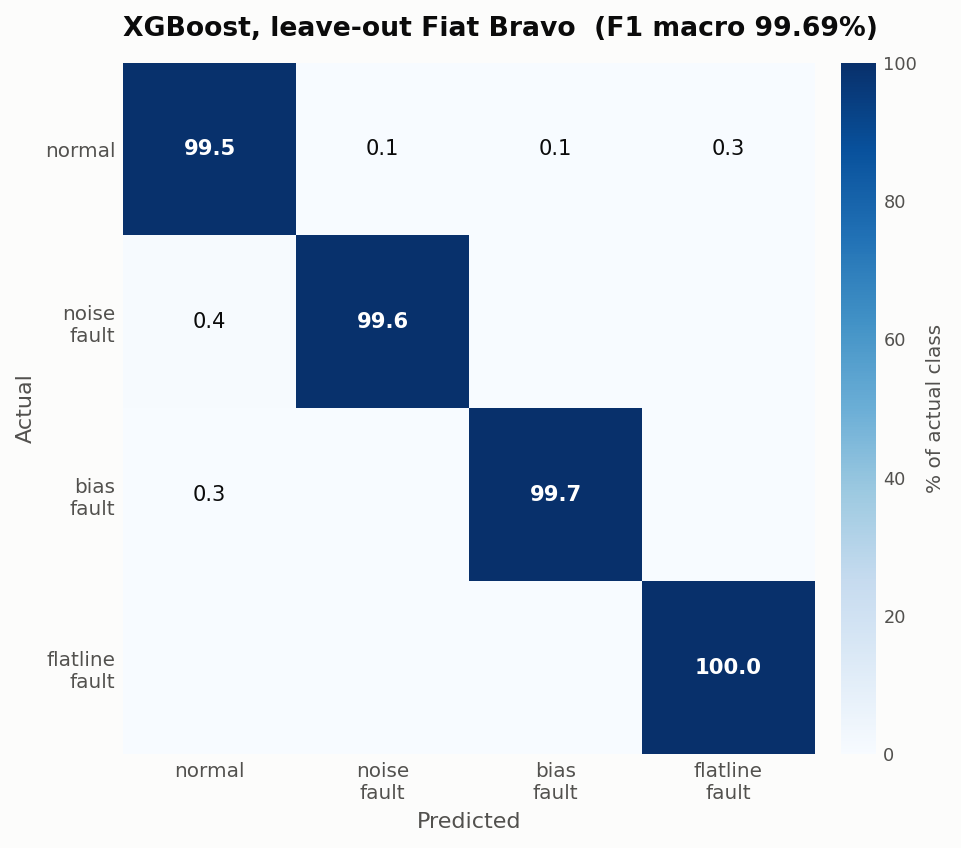 XGBoost, leave-out Fiat Bravo  (F1 macro 99.69%)
normal
99.5
0.1
0.1
0.3
noise
fault
0.4
99.6
bias
fault
0.3
99.7
flatline
fault
100.0
normal
noise
fault
bias
fault
flatline
fault
Predicted
Actual
100
80
60
40
20
0
% of actual class